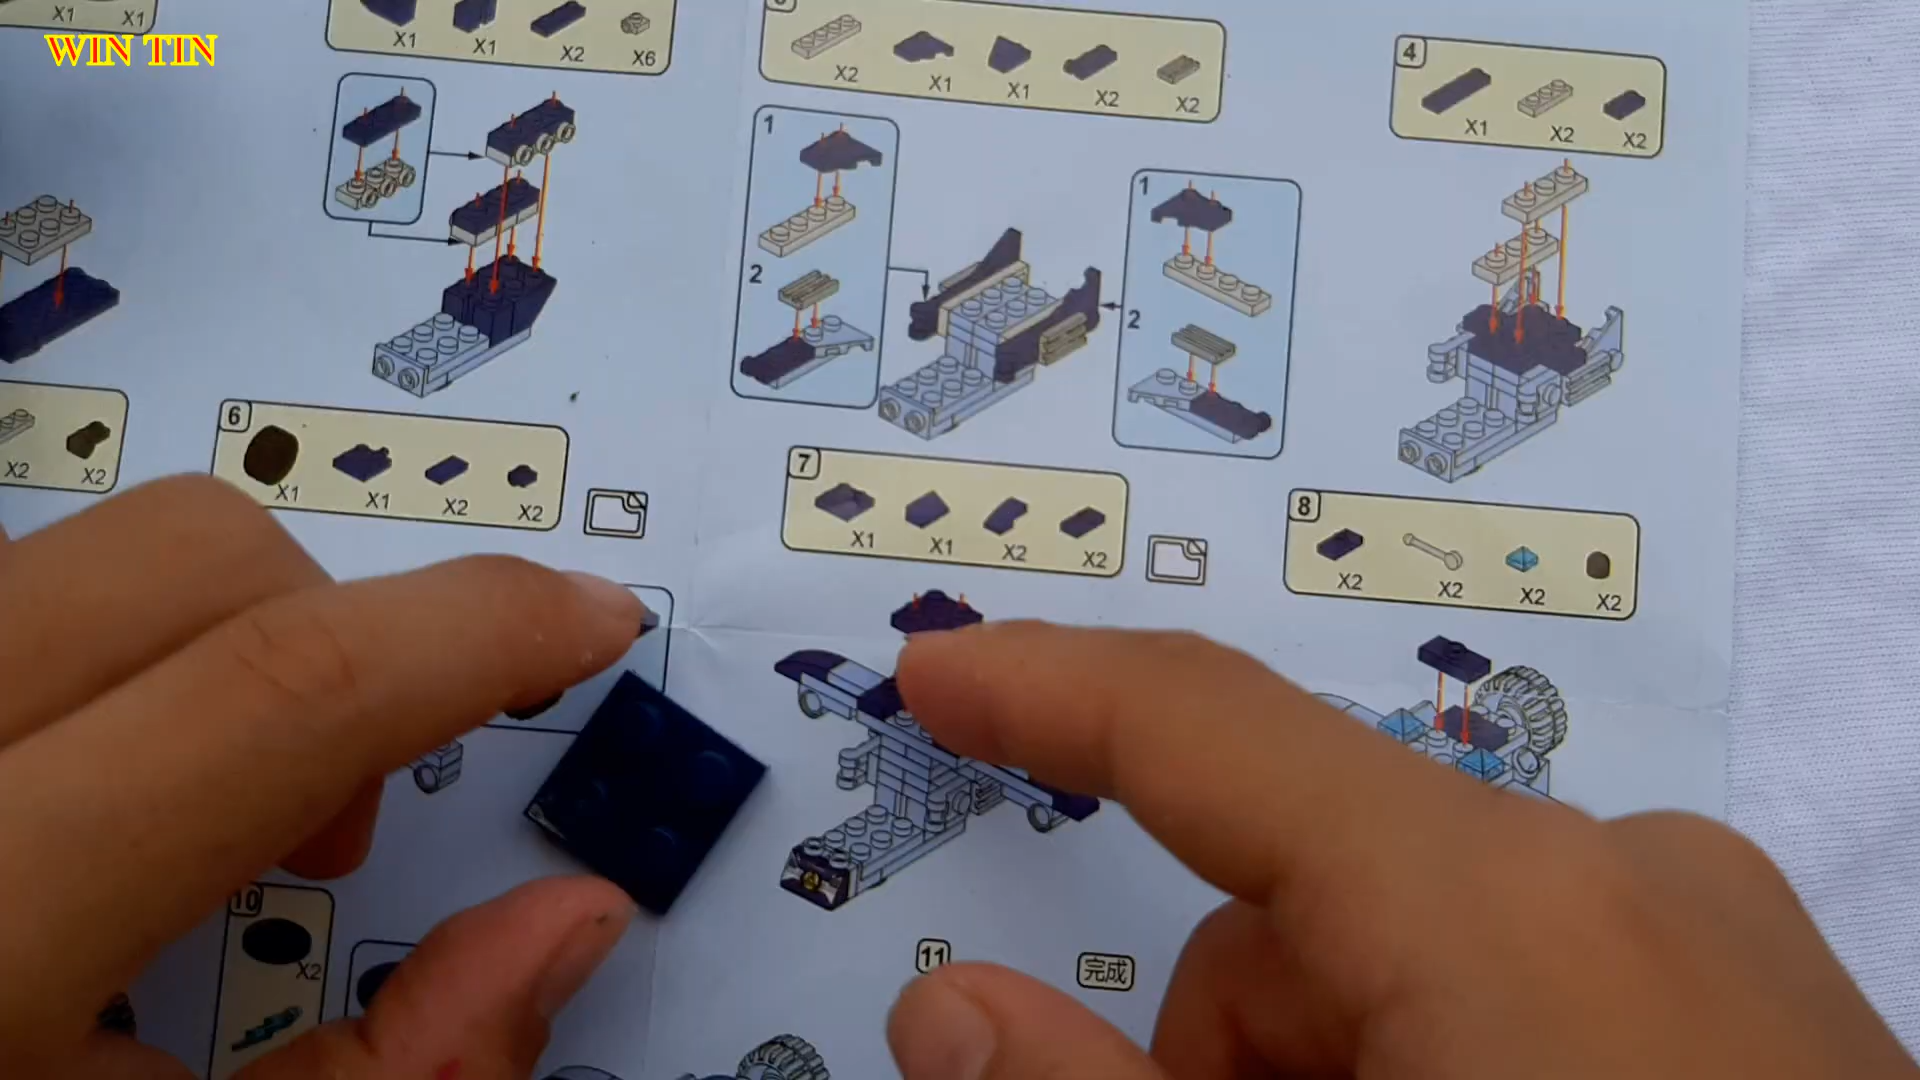 WIN TIN
X1 X1
X1 X1 X2 X6
X2 X1 X1 X2 X2
4
X1 X2 X2
1
2
1
2
X2 X2
6
X1 X1 X2 X2
7
X1 X1 X2 X2
8
X2 X2 X2 X2
10
X2
11
完成